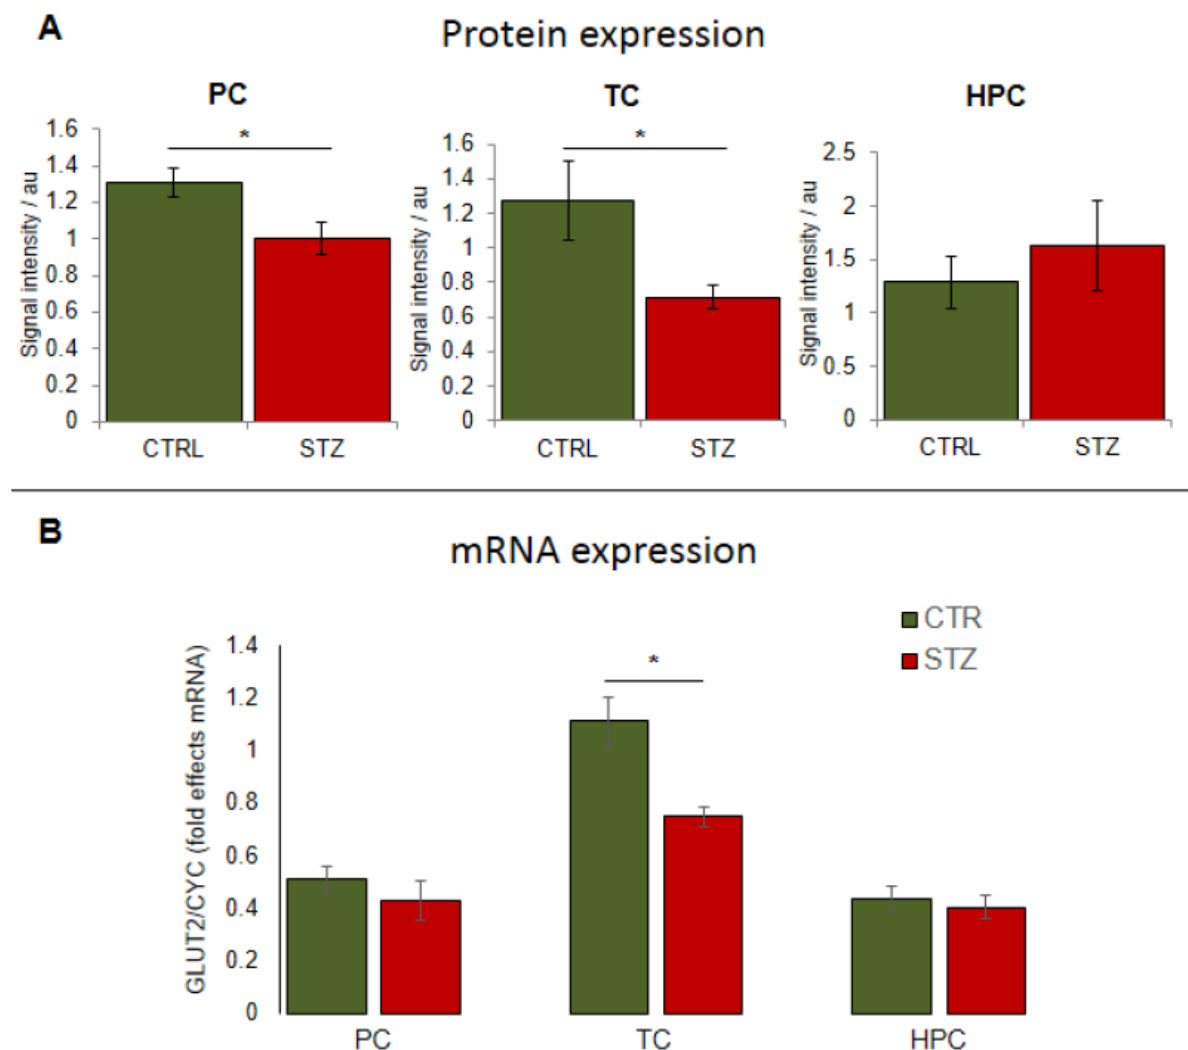 A
Protein expression
PC
TC
HPC
*
*
1.6
1.4
1.2
1
0.8
0.6
0.4
0.2
0
Signal intensity / au
CTRL
STZ
1.6
1.4
1.2
1
0.8
0.6
0.4
0.2
0
Signal intensity / au
CTRL
STZ
2.5
2
1.5
1
0.5
0
Signal intensity / au
CTRL
STZ
B
mRNA expression
CTR
STZ
*
1.4
1.2
1
0.8
0.6
0.4
0.2
0
GLUT2/CYC (fold effects mRNA)
PC
TC
HPC